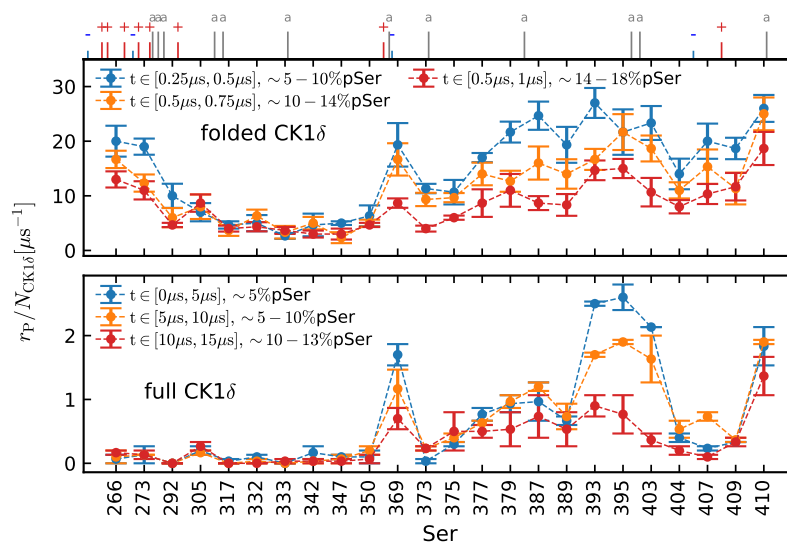 + + + + + a a a + a a a + a a a a a + a
- - - -
t ∈ [0.25μs, 0.5μs], ~ 5 − 10%pSer
t ∈ [0.5μs, 0.75μs], ~ 10 − 14%pSer
t ∈ [0.5μs, 1μs], ~ 14 − 18%pSer
folded CK1δ
30
20
10
0
r_P/N_CK1δ [μs⁻¹]
t ∈ [0μs, 5μs], ~ 5%pSer
t ∈ [5μs, 10μs], ~ 5 − 10%pSer
t ∈ [10μs, 15μs], ~ 10 − 13%pSer
full CK1δ
2
1
0
266 273 292 305 317 332 333 342 347 350 369 373 375 377 379 387 389 393 395 403 404 407 409 410
Ser